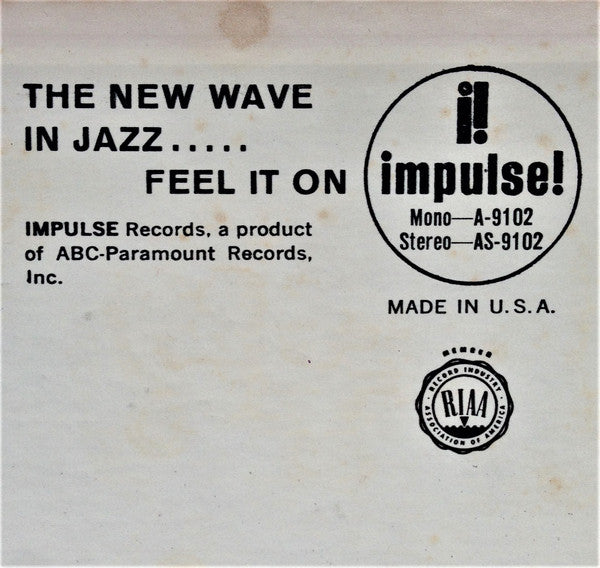 THE NEW WAVE
IN JAZZ.....
FEEL IT ON
IMPULSE Records, a product
of ABC-Paramount Records,
Inc.
i!
impulse!
Mono—A-9102
Stereo—AS-9102
MADE IN U.S.A.
MEMBER
RECORD INDUSTRY
RIAA
ASSOCIATION OF AMERICA